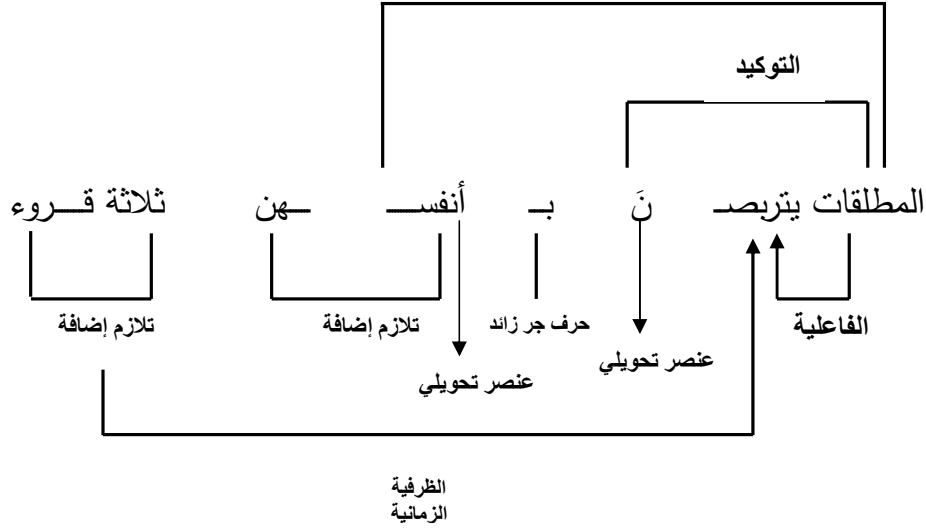 التوكيد
المطلقات يتربصـ نَ بـ أنفســـ ـــهن ثلاثة قـــروء
الفاعلية
حرف جر زائد
تلازم إضافة
تلازم إضافة
عنصر تحويلي
عنصر تحويلي
الظرفية
الزمانية